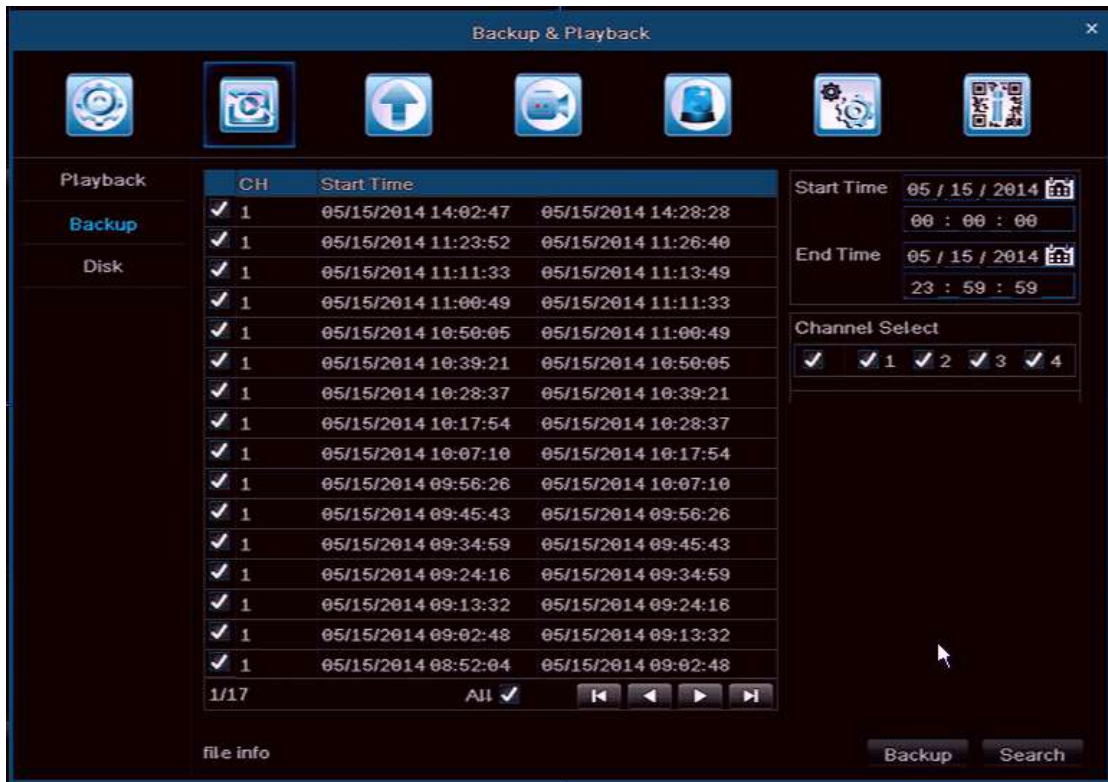 Backup & Playback
Playback
Backup
Disk
CH Start Time
1 05/15/2014 14:02:47 05/15/2014 14:28:28
1 05/15/2014 11:23:52 05/15/2014 11:26:40
1 05/15/2014 11:11:33 05/15/2014 11:13:49
1 05/15/2014 11:00:49 05/15/2014 11:11:33
1 05/15/2014 10:50:05 05/15/2014 11:00:49
1 05/15/2014 10:39:21 05/15/2014 10:50:05
1 05/15/2014 10:28:37 05/15/2014 10:39:21
1 05/15/2014 10:17:54 05/15/2014 10:28:37
1 05/15/2014 10:07:10 05/15/2014 10:17:54
1 05/15/2014 09:56:26 05/15/2014 10:07:10
1 05/15/2014 09:45:43 05/15/2014 09:56:26
1 05/15/2014 09:34:59 05/15/2014 09:45:43
1 05/15/2014 09:24:16 05/15/2014 09:34:59
1 05/15/2014 09:13:32 05/15/2014 09:24:16
1 05/15/2014 09:02:48 05/15/2014 09:13:32
1 05/15/2014 08:52:04 05/15/2014 09:02:48
1/17 All
file info
Start Time 05 / 15 / 2014
00 : 00 : 00
End Time 05 / 15 / 2014
23 : 59 : 59
Channel Select
1 2 3 4
Backup Search